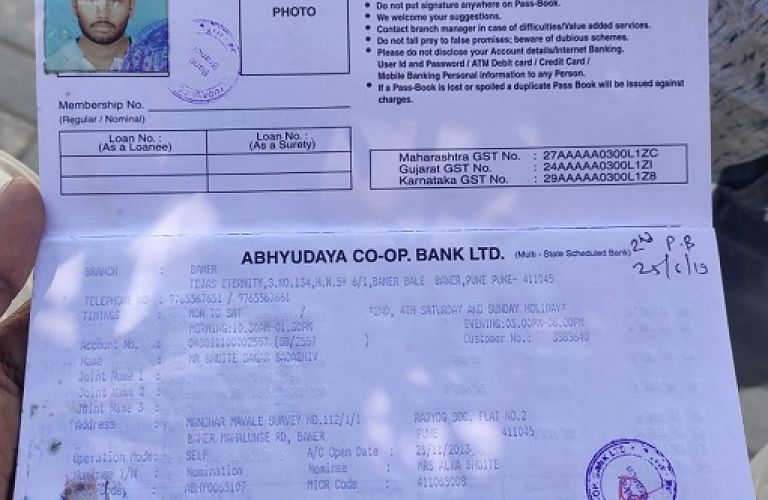 PHOTO
• Do not put signature anywhere on Pass-Book.
• We welcome your suggestions.
• Contact branch manager in case of difficulties/Value added services.
• Do not fall prey to false promises; beware of dubious schemes.
• Please do not disclose your Account details/Internet Banking.
User Id and Password / ATM Debit card / Credit Card /
Mobile Banking Personal information to any Person.
• If a Pass-Book is lost or spoiled a duplicate Pass Book will be issued against
charges.
Membership No.
(Regular / Nominal)
Loan No. : Loan No. :
(As a Loanee) (As a Surety)
Maharashtra GST No. : 27AAAAA0300L1ZC
Gujarat GST No. : 24AAAAA0300L1ZI
Karnataka GST No. : 29AAAAA0300L1Z8
ABHYUDAYA CO-OP. BANK LTD. (Multi - State Scheduled Bank) 2nd P.B
25/6/19
BRANCH : BANER
TEJAS ETERNITY,S.NO.134,H.N.5+ 6/1,BANER BALE BANER,PUNE PUNE- 411045
TELEPHONE NO : 9765567651 / 9765567651
TIMINGS : MON TO SAT / *2ND, 4TH SATURDAY AND SUNDAY HOLIDAY*
MORNING:10.30AM-01.30PM EVENING:03.00PM-06.00PM
Account No. : 048011100002557 (SB/2557 ) Customer No.: 3585640
Name : MR BHOITE SAGAR SADASHIV
Joint Name 1 :
Joint Name 2 :
Joint Name 3 :
Address : MANOHAR MAVALE SURVEY NO.112/1/1 RAJYOG SOC. FLAT NO.2
BANER MAHALUNGE RD, BANER PUNE 411045
Operation Mode: SELF A/C Open Date : 21/11/2013
Nominee Y/N : Nomination Nominee : MRS ALKA BHOITE
Code: ABHY0065107 MICR Code : 411065008